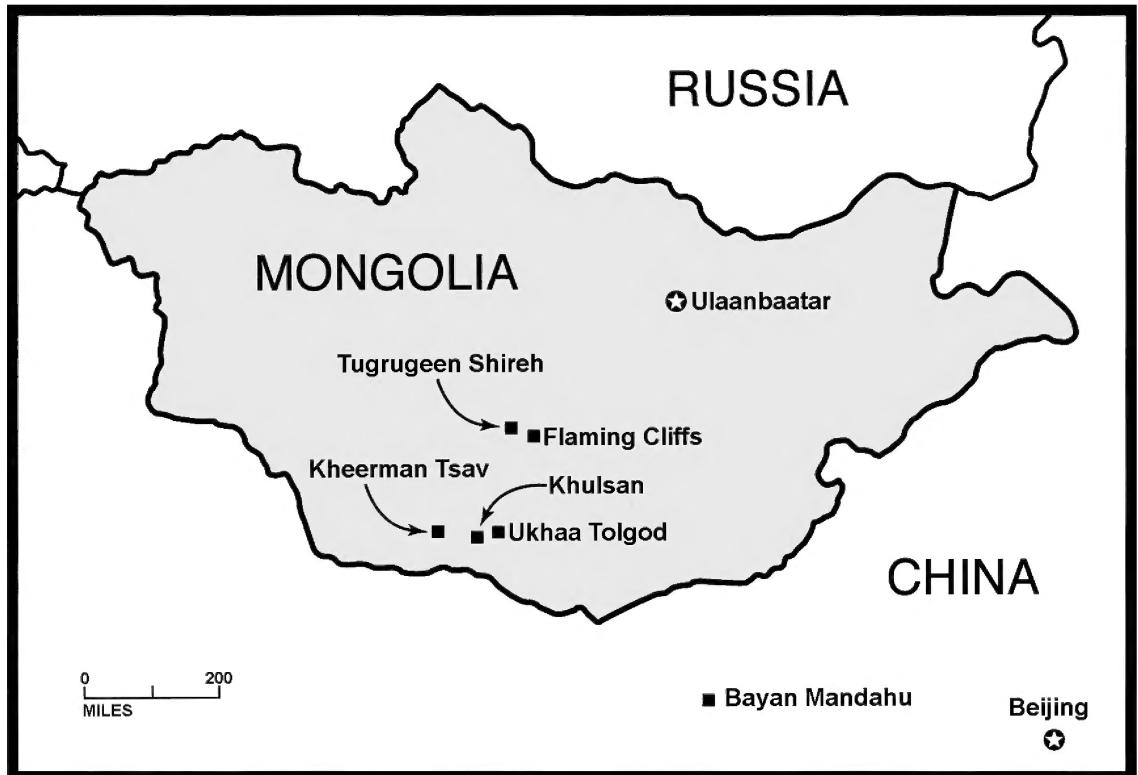 RUSSIA
MONGOLIA
Ulaanbaatar
Tugrugeen Shireh
Flaming Cliffs
Kheerman Tsav
Khulsan
Ukhaa Tolgod
CHINA
0 200
MILES
Bayan Mandahu
Beijing